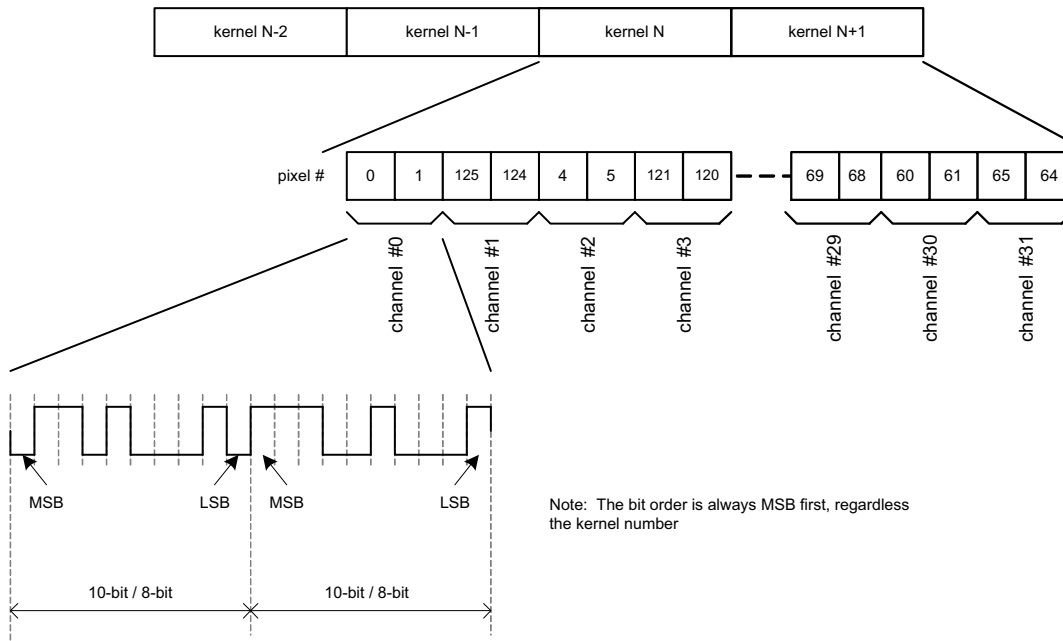 kernel N-2 kernel N-1 kernel N kernel N+1
pixel # 0 1 125 124 4 5 121 120 69 68 60 61 65 64
channel #0 channel #1 channel #2 channel #3 channel #29 channel #30 channel #31
MSB LSB MSB LSB
Note: The bit order is always MSB first, regardless
the kernel number
10-bit / 8-bit 10-bit / 8-bit